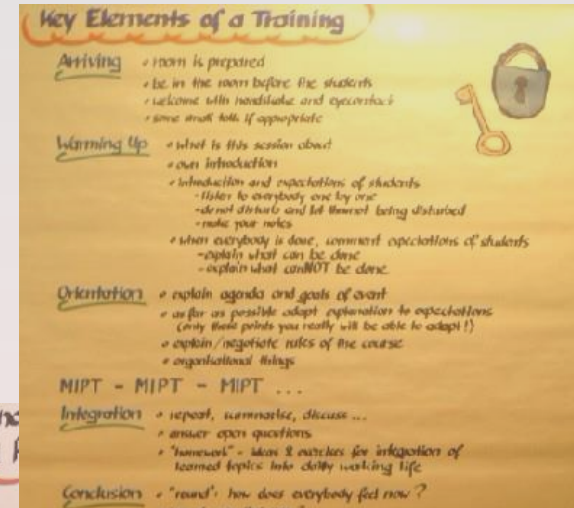 Key Elements of a Training
Arriving • room is prepared
• be in the room before the students
• welcome with handshake and eyecontact
• some small talk if appropriate
Warming Up • what is this session about
• own introduction
• introduction and expectations of students
- listen to everybody one by one
- do not disturb and let them not being disturbed
- make your notes
• when everybody is done, comment expectations of students
- explain what can be done
- explain what canNOT be done
Orientation • explain agenda and goals of event
• as far as possible adapt explanation to expectations
(only those points you really will be able to adapt!)
• explain/negotiate rules of the course
• organisational things
MIPT - MIPT - MIPT ...
Integration • repeat, summarise, discuss ...
• answer open questions
• "homework" - ideas & exercises for integration of
learned topics into daily working life
Conclusion • "round": how does everybody feel now?